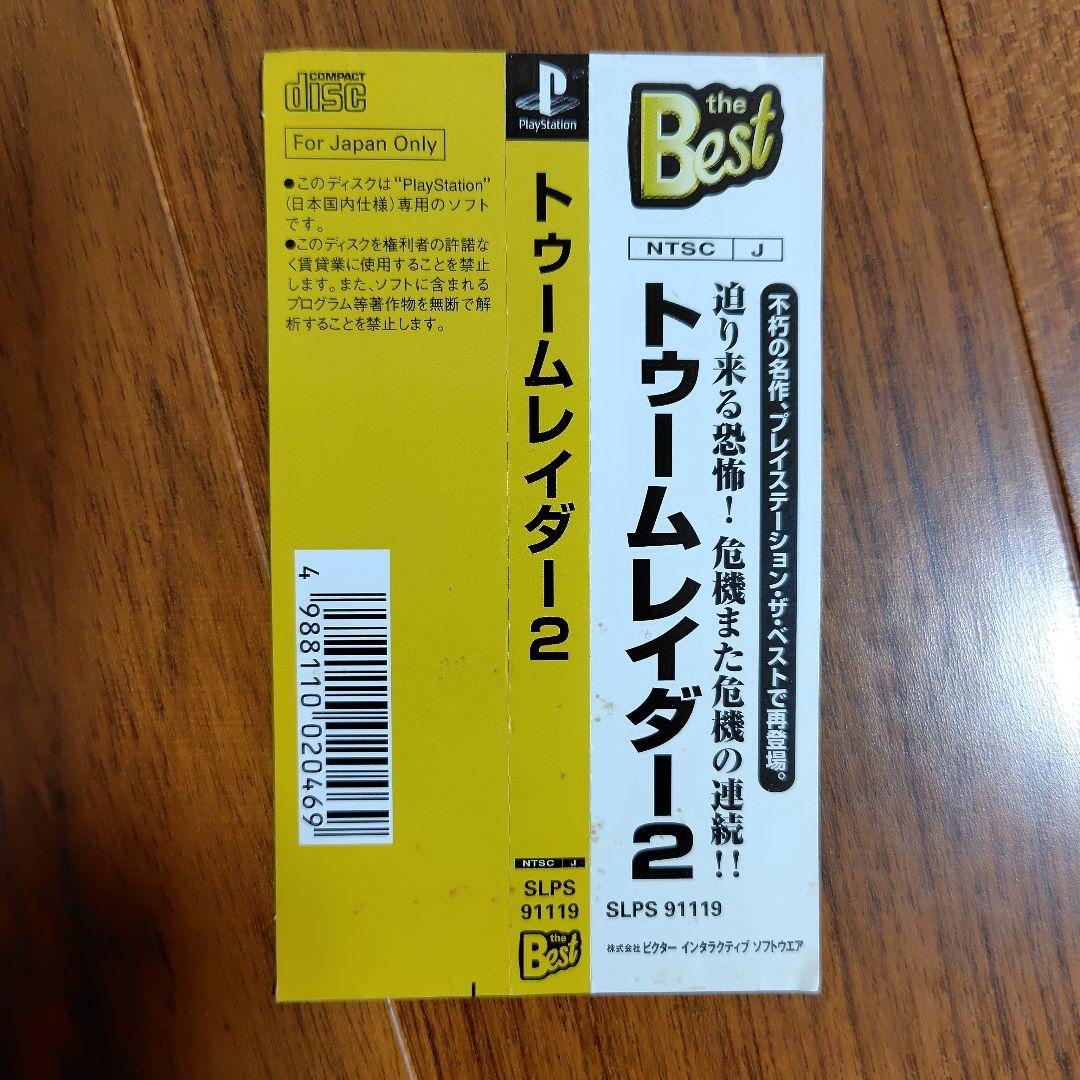 COMPACT
disc
For Japan Only
●このディスクは“PlayStation”
(日本国内仕様)専用のソフト
です。
●このディスクを権利者の許諾な
く賃貸業に使用することを禁止
します。また、ソフトに含まれる
プログラム等著作物を無断で解
析することを禁止します。
4 988110 020469
PlayStation
トゥームレイダー2
NTSC J
SLPS
91119
the
Best
the
Best
NTSC J
不朽の名作、プレイステーション・ザ・ベストで再登場。
迫り来る恐怖!危機また危機の連続!!
トゥームレイダー2
SLPS 91119
株式会社 ビクター インタラクティブ ソフトウエア